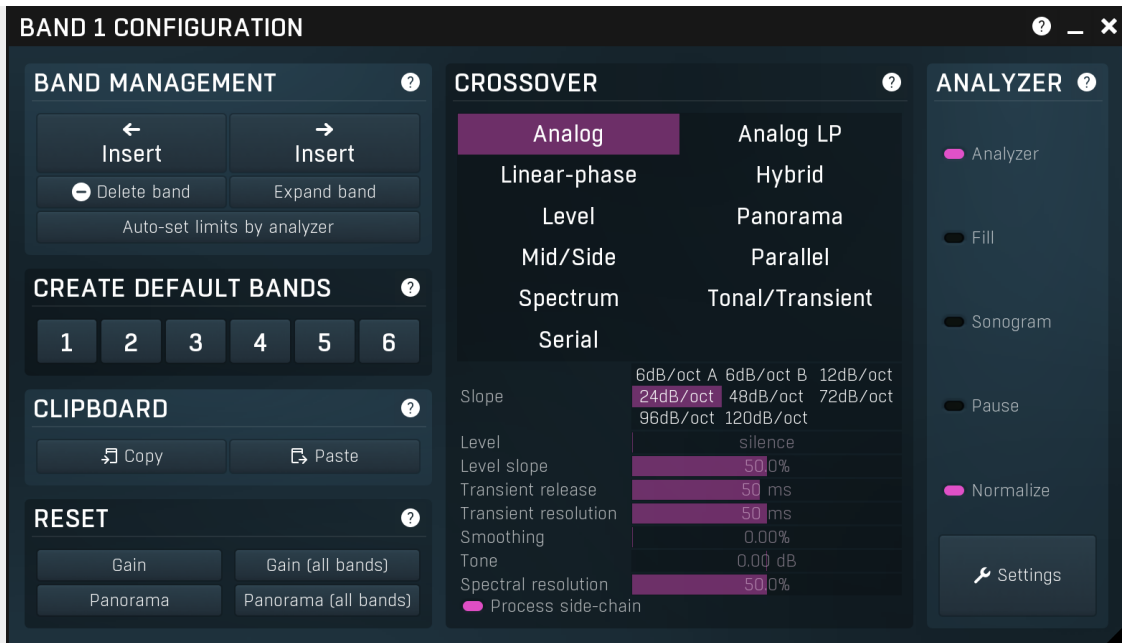 BAND 1 CONFIGURATION
BAND MANAGEMENT
Insert Insert
Delete band Expand band
Auto-set limits by analyzer
CREATE DEFAULT BANDS
1 2 3 4 5 6
CLIPBOARD
Copy Paste
RESET
Gain Gain (all bands)
Panorama Panorama (all bands)
CROSSOVER
Analog Analog LP
Linear-phase Hybrid
Level Panorama
Mid/Side Parallel
Spectrum Tonal/Transient
Serial
6dB/oct A 6dB/oct B 12dB/oct
Slope 24dB/oct 48dB/oct 72dB/oct
96dB/oct 120dB/oct
Level silence
Level slope 50.0%
Transient release 50 ms
Transient resolution 50 ms
Smoothing 0.00%
Tone 0.00 dB
Spectral resolution 50.0%
Process side-chain
ANALYZER
Analyzer
Fill
Sonogram
Pause
Normalize
Settings